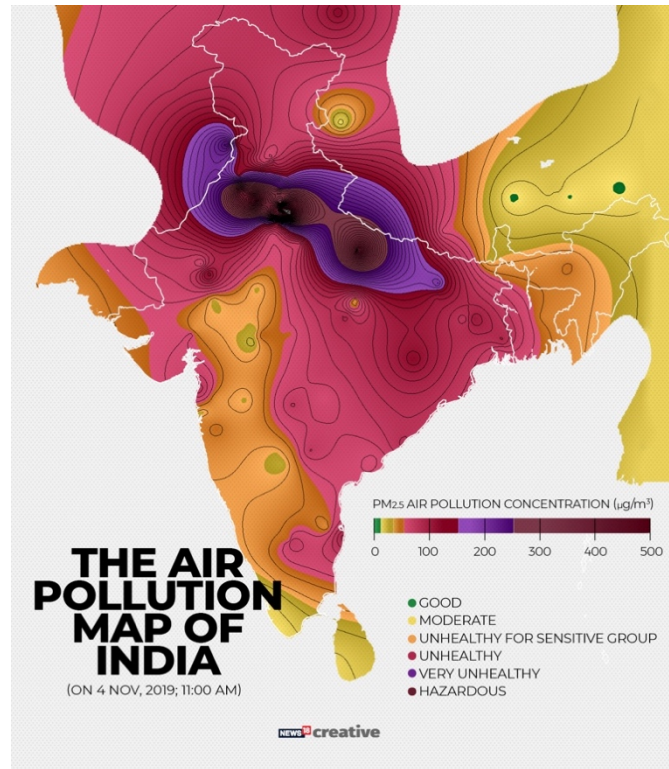 PM2.5 AIR POLLUTION CONCENTRATION (µg/m³)
0 100 200 300 400 500
THE AIR
POLLUTION
MAP OF
INDIA
(ON 4 NOV, 2019; 11:00 AM)
GOOD
MODERATE
UNHEALTHY FOR SENSITIVE GROUP
UNHEALTHY
VERY UNHEALTHY
HAZARDOUS
NEWS18 creative